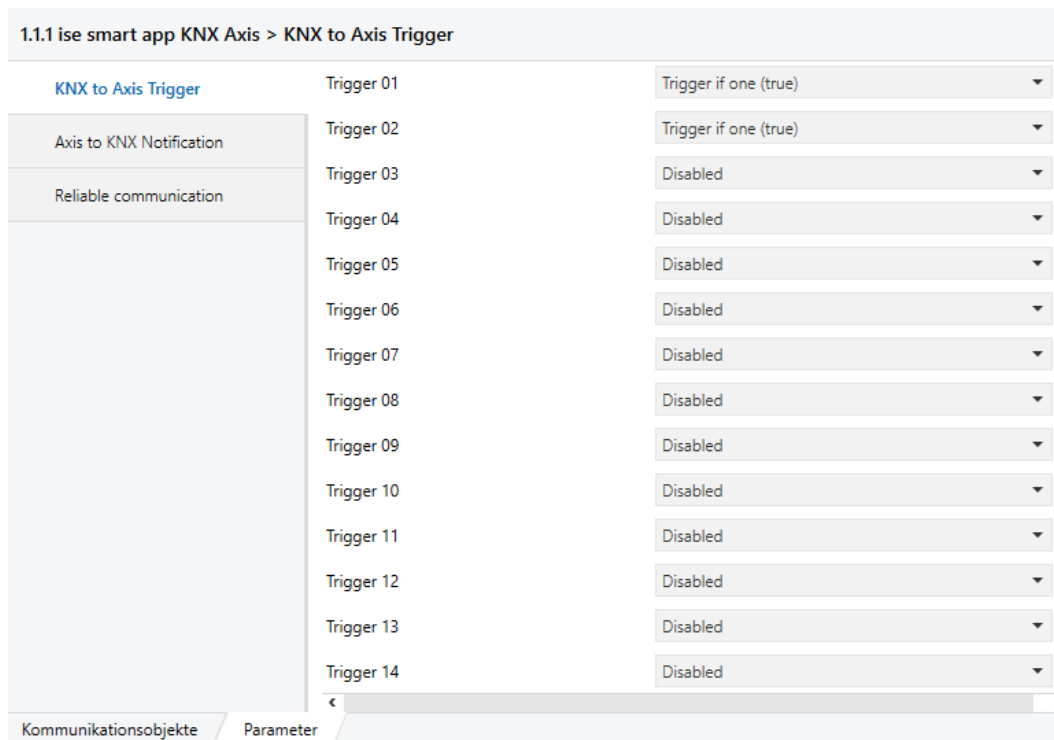 1.1.1 ise smart app KNX Axis > KNX to Axis Trigger
KNX to Axis Trigger
Axis to KNX Notification
Reliable communication
Trigger 01 Trigger if one (true)
Trigger 02 Trigger if one (true)
Trigger 03 Disabled
Trigger 04 Disabled
Trigger 05 Disabled
Trigger 06 Disabled
Trigger 07 Disabled
Trigger 08 Disabled
Trigger 09 Disabled
Trigger 10 Disabled
Trigger 11 Disabled
Trigger 12 Disabled
Trigger 13 Disabled
Trigger 14 Disabled
Kommunikationsobjekte Parameter